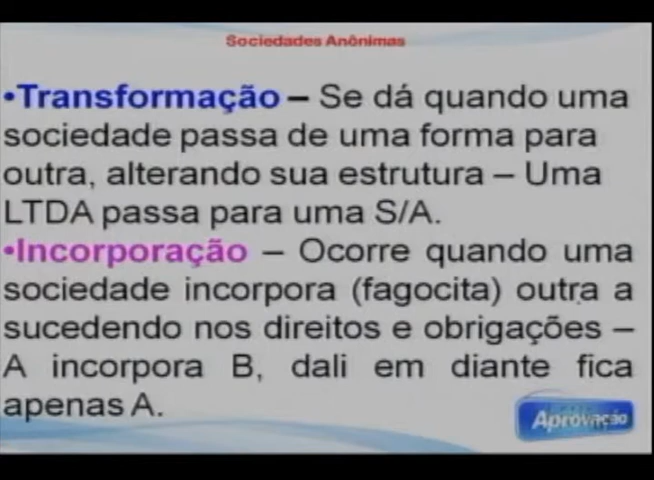 Sociedades Anônimas
•Transformação – Se dá quando uma
sociedade passa de uma forma para
outra, alterando sua estrutura – Uma
LTDA passa para uma S/A.
•Incorporação – Ocorre quando uma
sociedade incorpora (fagocita) outra a
sucedendo nos direitos e obrigações –
A incorpora B, dali em diante fica
apenas A.
Aprovação